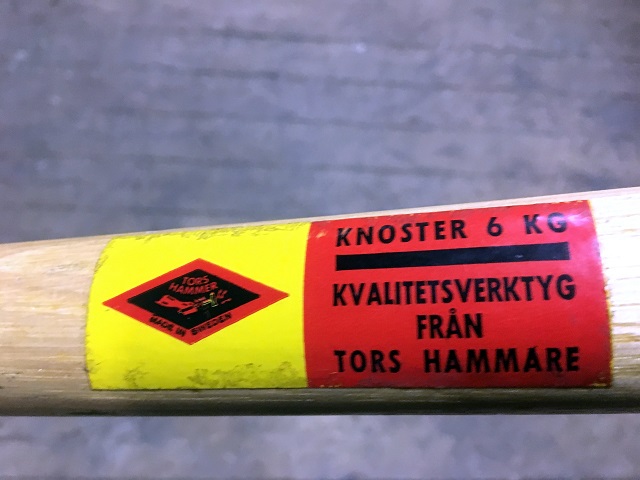 TORS
HAMMER
MADE IN SWEDEN
KNOSTER 6 KG
KVALITETSVERKTYG
FRÅN
TORS HAMMARE